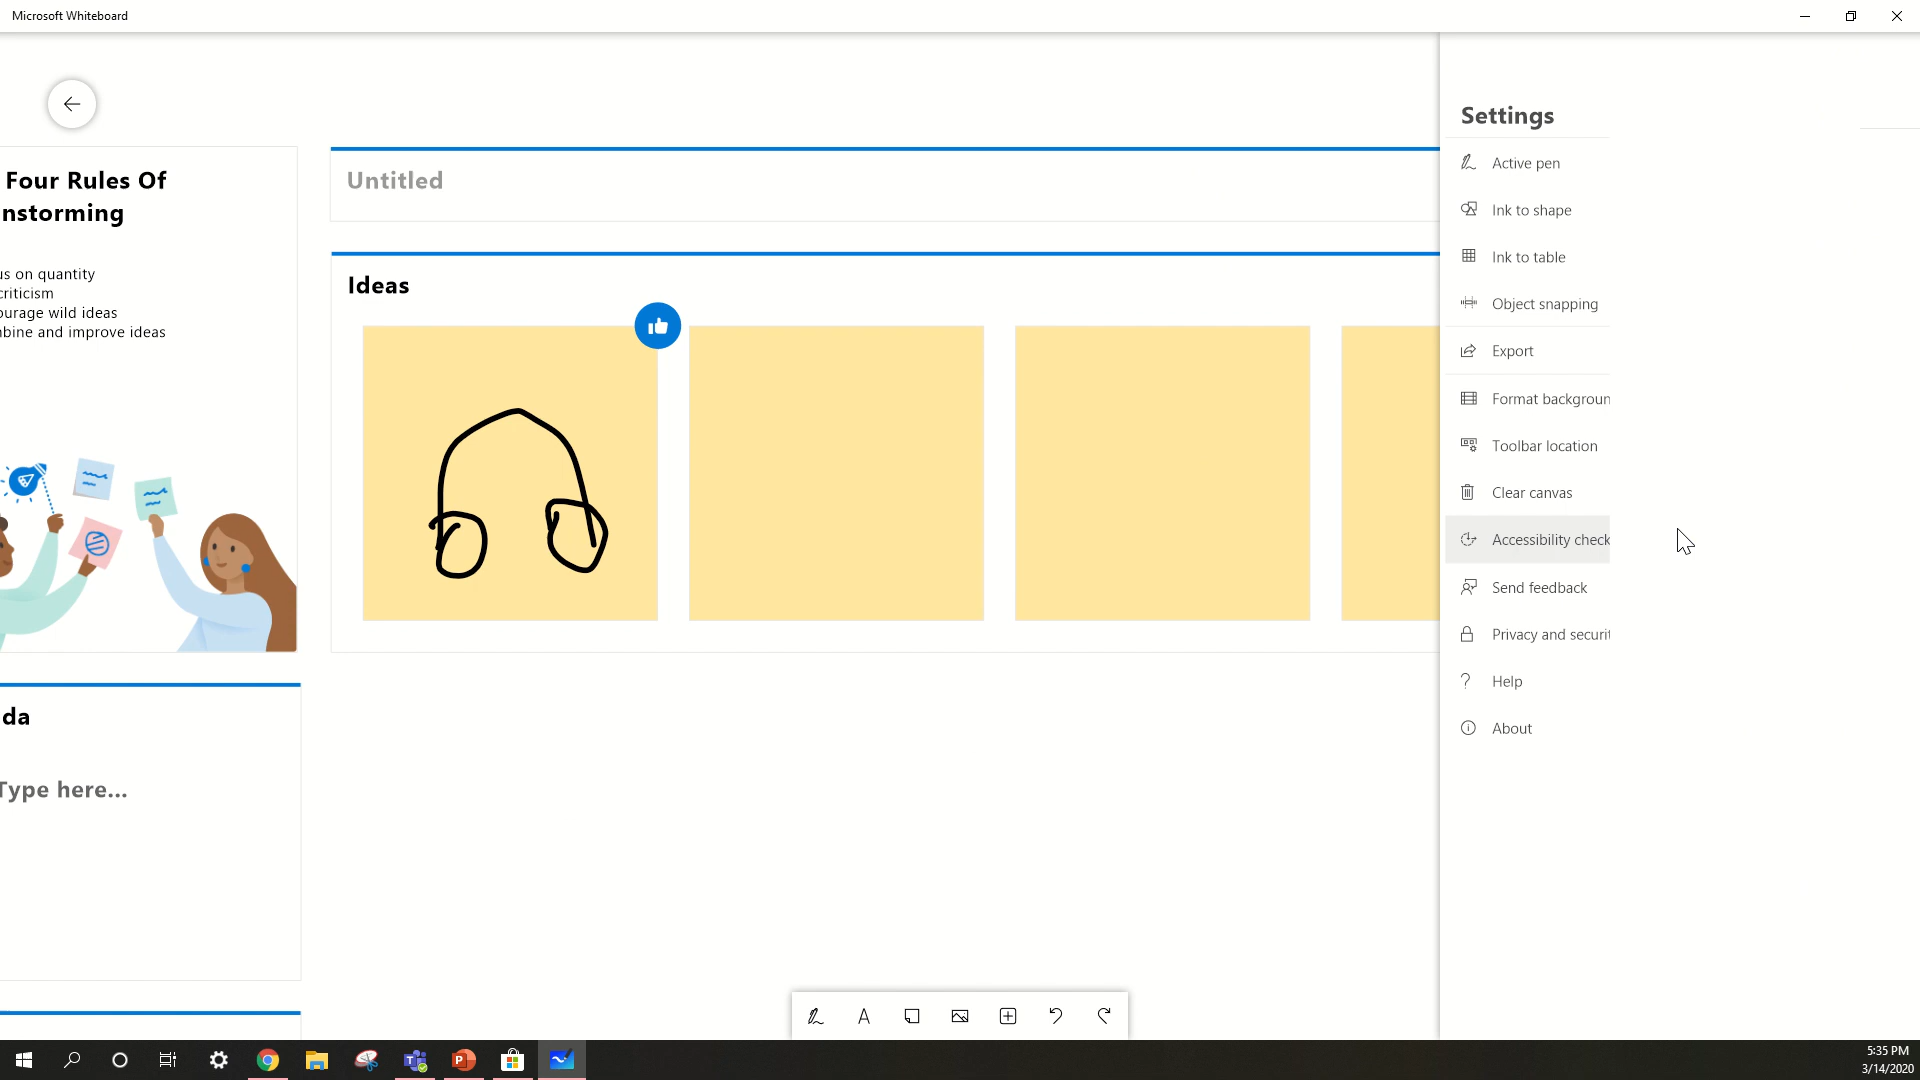 Microsoft Whiteboard
Four Rules Of
nstorming
us on quantity
criticism
ourage wild ideas
nbine and improve ideas
da
Type here...
Untitled
Ideas
Settings
Active pen
Ink to shape
Ink to table
Object snapping
Export
Format backgroun
Toolbar location
Clear canvas
Accessibility check
Send feedback
Privacy and securit
Help
About
5:35 PM
3/14/2020